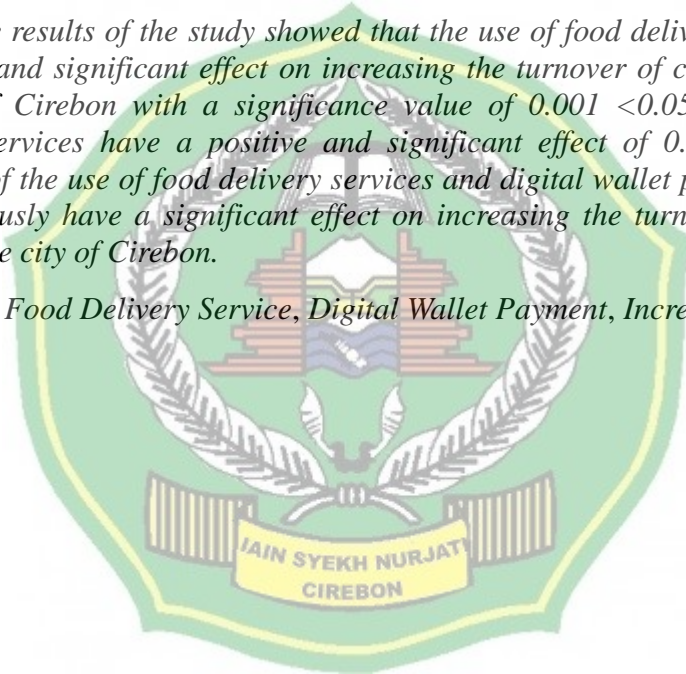 results of the study showed that the use of food deliv
and significant effect on increasing the turnover of c
Cirebon with a significance value of 0.001 <0.05
ervices have a positive and significant effect of 0.
of the use of food delivery services and digital wallet p
usly have a significant effect on increasing the turn
e city of Cirebon.
Food Delivery Service, Digital Wallet Payment, Incre
IAIN SYEKH NURJATI
CIREBON